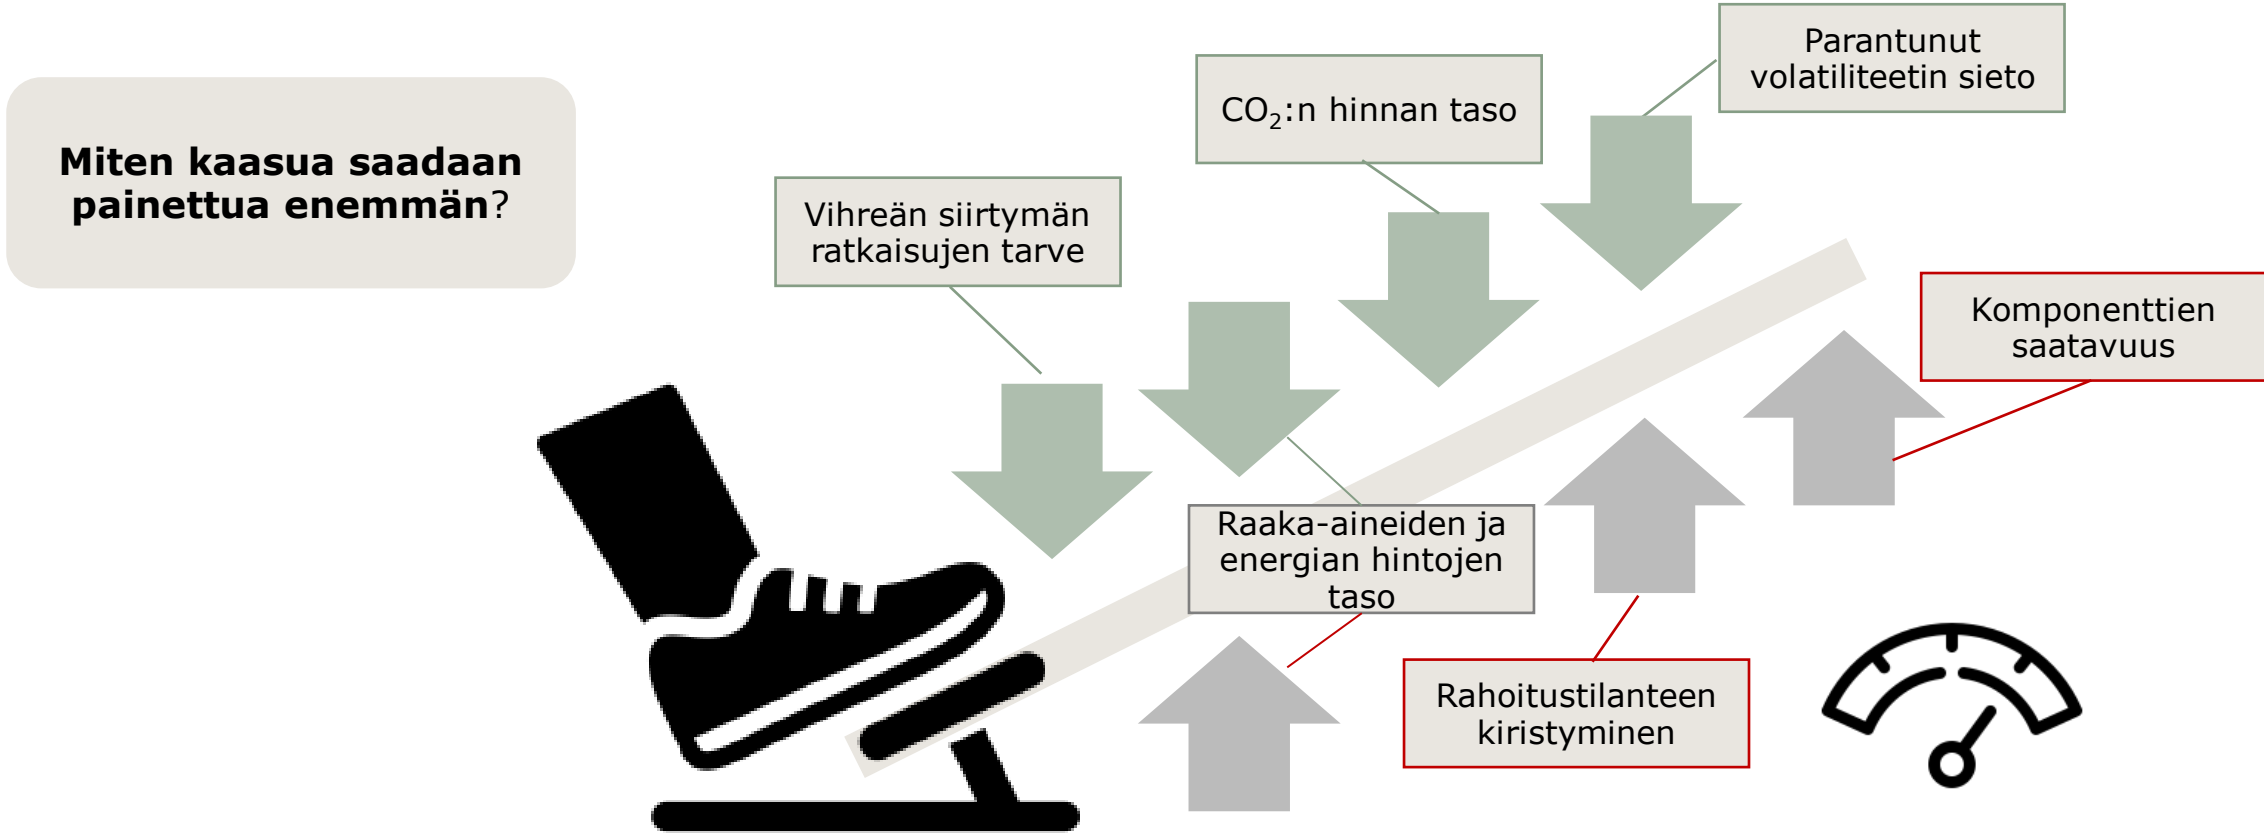 Miten kaasua saadaan
painettua enemmän?
Vihreän siirtymän
ratkaisujen tarve
CO₂:n hinnan taso
Parantunut
volatiliteetin sieto
Komponenttien
saatavuus
Raaka-aineiden ja
energian hintojen
taso
Rahoitustilanteen
kiristyminen